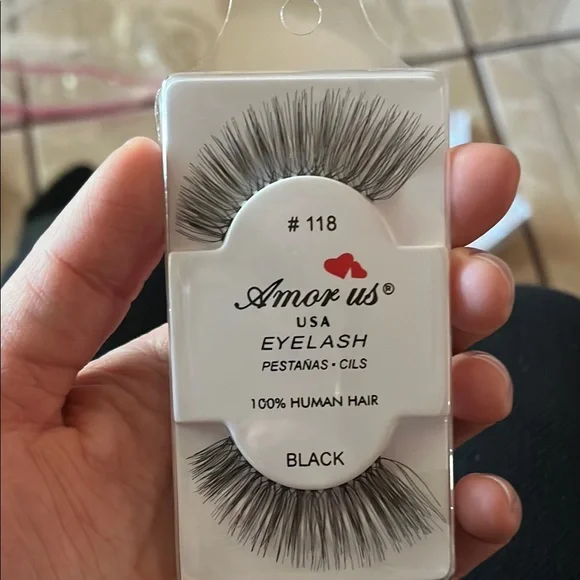 # 118
Amor us®
USA
EYELASH
PESTAÑAS • CILS
100% HUMAN HAIR
BLACK